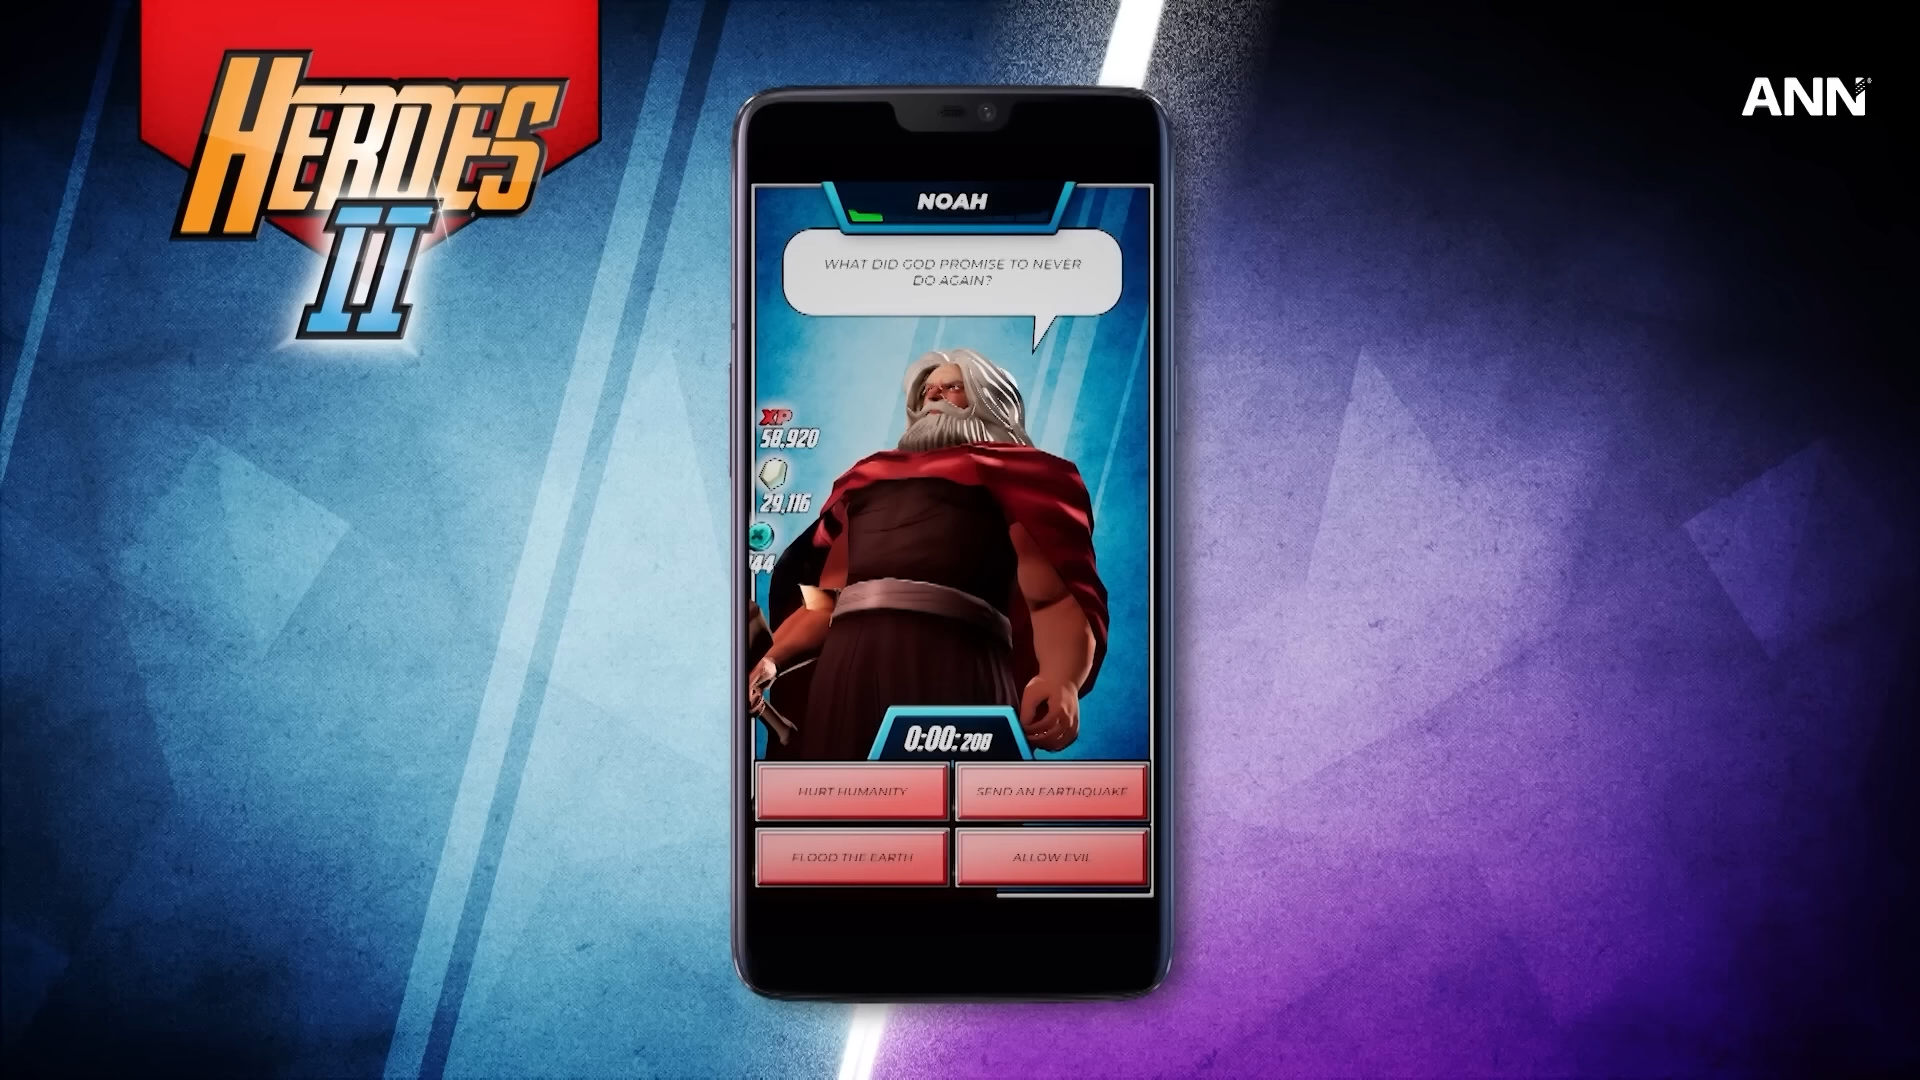 HEROES
II
ANN
NOAH
WHAT DID GOD PROMISE TO NEVER
DO AGAIN?
XP
58,920
29,116
44
0:00:208
HURT HUMANITY
SEND AN EARTHQUAKE
FLOOD THE EARTH
ALLOW EVIL